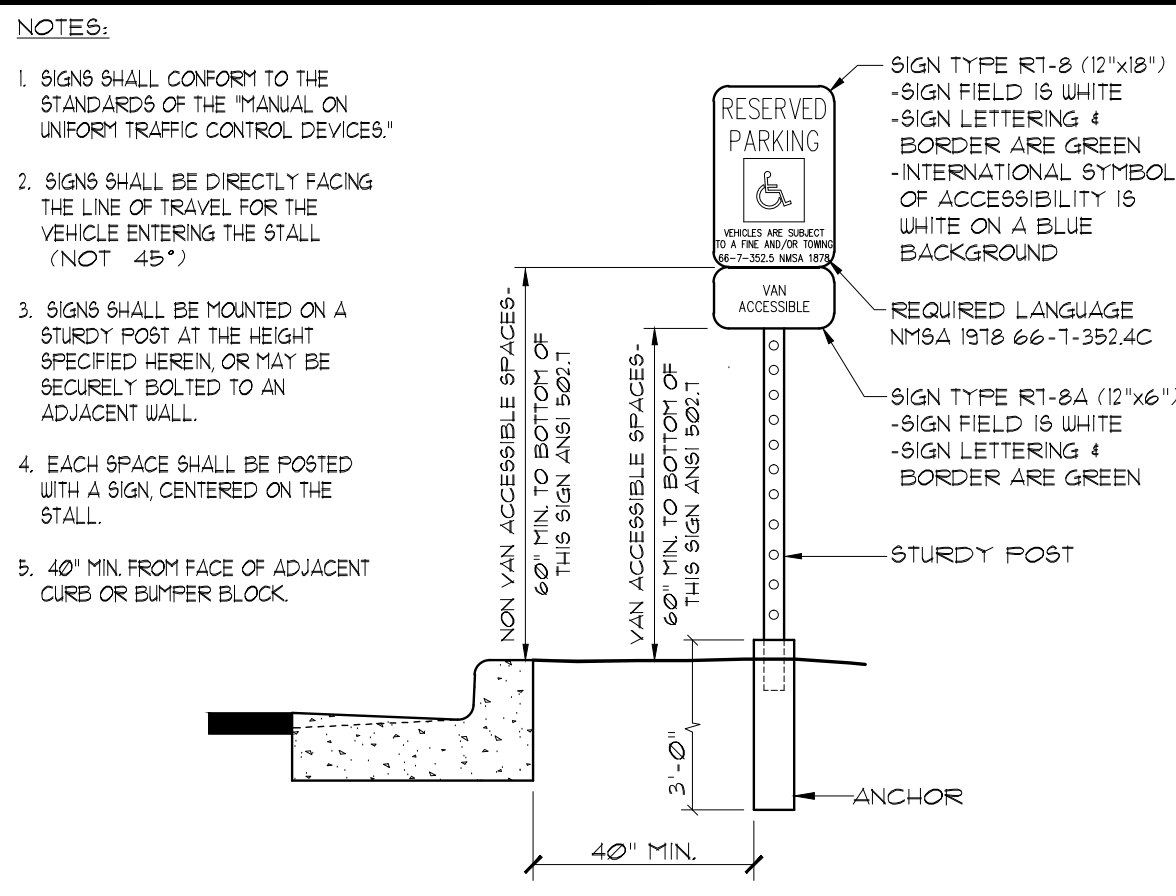 NOTES:
1. SIGNS SHALL CONFORM TO THE
STANDARDS OF THE "MANUAL ON
UNIFORM TRAFFIC CONTROL DEVICES."
2. SIGNS SHALL BE DIRECTLY FACING
THE LINE OF TRAVEL FOR THE
VEHICLE ENTERING THE STALL
(NOT 45°)
3. SIGNS SHALL BE MOUNTED ON A
STURDY POST AT THE HEIGHT
SPECIFIED HEREIN, OR MAY BE
SECURELY BOLTED TO AN
ADJACENT WALL.
4. EACH SPACE SHALL BE POSTED
WITH A SIGN, CENTERED ON THE
STALL.
5. 40" MIN. FROM FACE OF ADJACENT
CURB OR BUMPER BLOCK.
NON VAN ACCESSIBLE SPACES-
60" MIN. TO BOTTOM OF
THIS SIGN ANSI 502.7
VAN ACCESSIBLE SPACES-
60" MIN. TO BOTTOM OF
THIS SIGN ANSI 502.7
RESERVED
PARKING
VEHICLES ARE SUBJECT
TO A FINE AND/OR TOWING
66-7-352.5 NMSA 1878
VAN
ACCESSIBLE
SIGN TYPE R7-8 (12"x18")
-SIGN FIELD IS WHITE
-SIGN LETTERING &
BORDER ARE GREEN
-INTERNATIONAL SYMBOL
OF ACCESSIBILITY IS
WHITE ON A BLUE
BACKGROUND
REQUIRED LANGUAGE
NMSA 1978 66-7-352.4C
SIGN TYPE R7-8A (12"x6")
-SIGN FIELD IS WHITE
-SIGN LETTERING &
BORDER ARE GREEN
STURDY POST
3'-0"
ANCHOR
40" MIN.